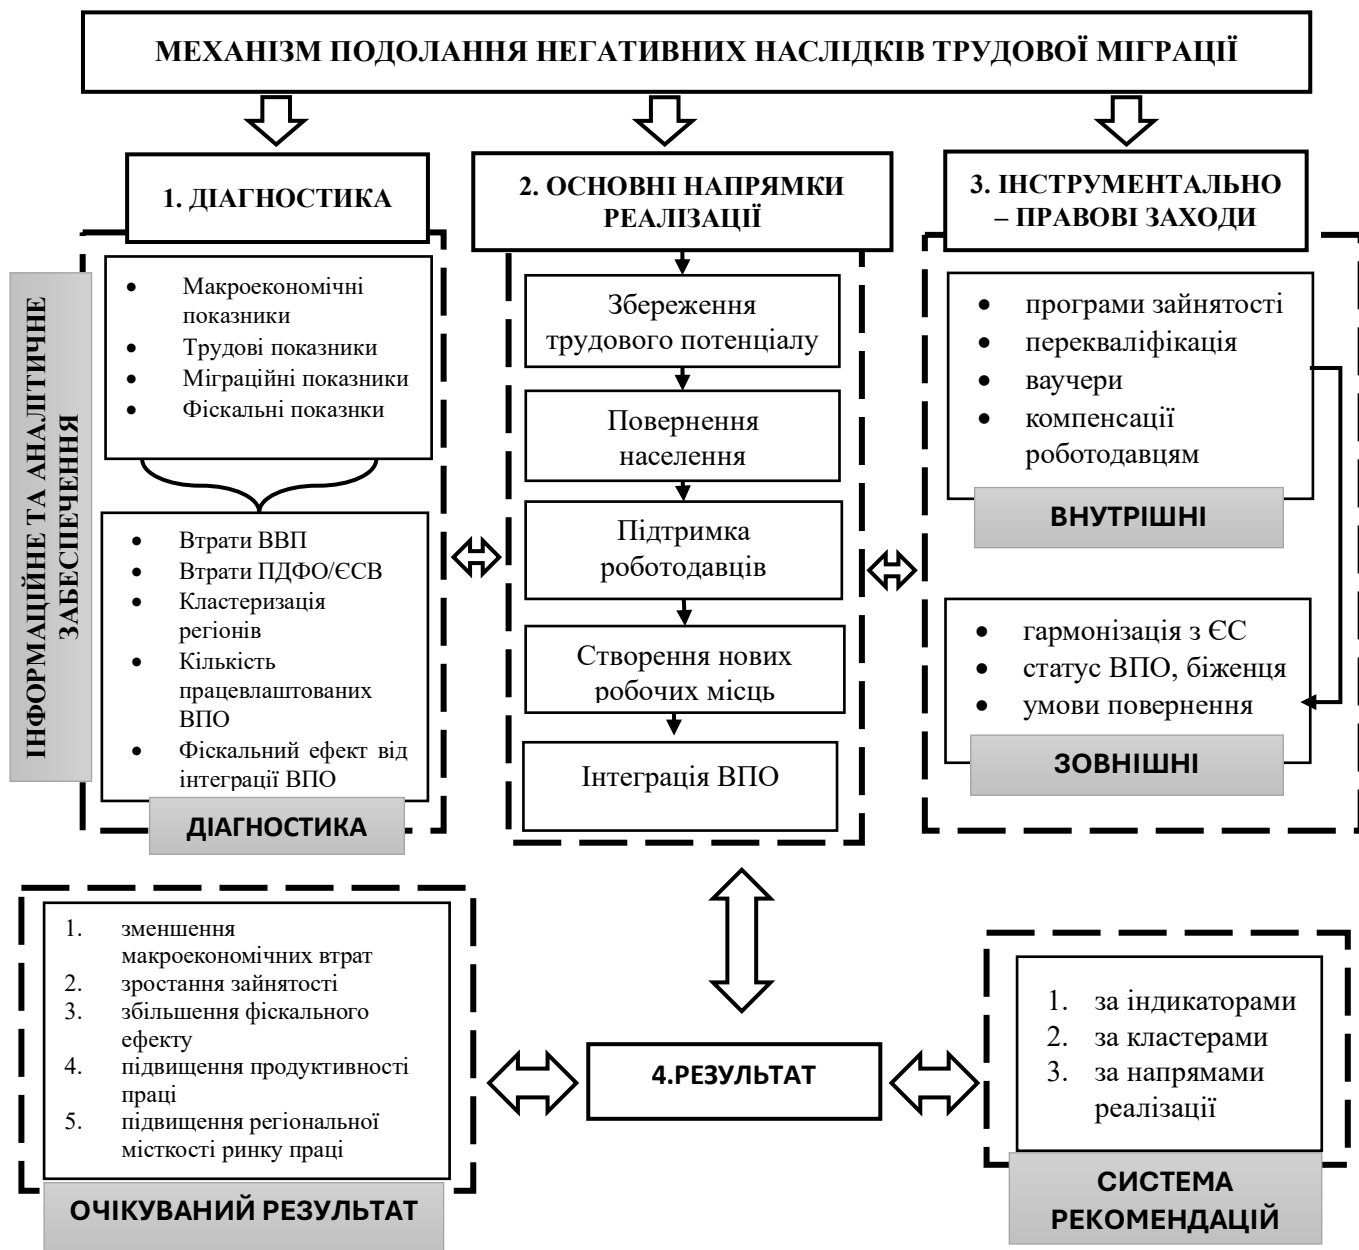 МЕХАНІЗМ ПОДОЛАННЯ НЕГАТИВНИХ НАСЛІДКІВ ТРУДОВОЇ МІГРАЦІЇ
1. ДІАГНОСТИКА
ІНФОРМАЦІЙНЕ ТА АНАЛІТИЧНЕ
ЗАБЕСПЕЧЕННЯ
• Макроекономічні
показники
• Трудові показники
• Міграційні показники
• Фіскальні показнки
• Втрати ВВП
• Втрати ПДФО/ЄСВ
• Кластеризація
регіонів
• Кількість
працевлаштованих
ВПО
• Фіскальний ефект від
інтеграції ВПО
ДІАГНОСТИКА
2. ОСНОВНІ НАПРЯМКИ
РЕАЛІЗАЦІЇ
Збереження
трудового потенціалу
Повернення
населення
Підтримка
роботодавців
Створення нових
робочих місць
Інтеграція ВПО
3. ІНСТРУМЕНТАЛЬНО
– ПРАВОВІ ЗАХОДИ
• програми зайнятості
• перекваліфікація
• ваучери
• компенсації
роботодавцям
ВНУТРІШНІ
• гармонізація з ЄС
• статус ВПО, біженця
• умови повернення
ЗОВНІШНІ
1. зменшення
макроекономічних втрат
2. зростання зайнятості
3. збільшення фіскального
ефекту
4. підвищення продуктивності
праці
5. підвищення регіональної
місткості ринку праці
ОЧІКУВАНИЙ РЕЗУЛЬТАТ
4.РЕЗУЛЬТАТ
1. за індикаторами
2. за кластерами
3. за напрямами
реалізації
СИСТЕМА
РЕКОМЕНДАЦІЙ